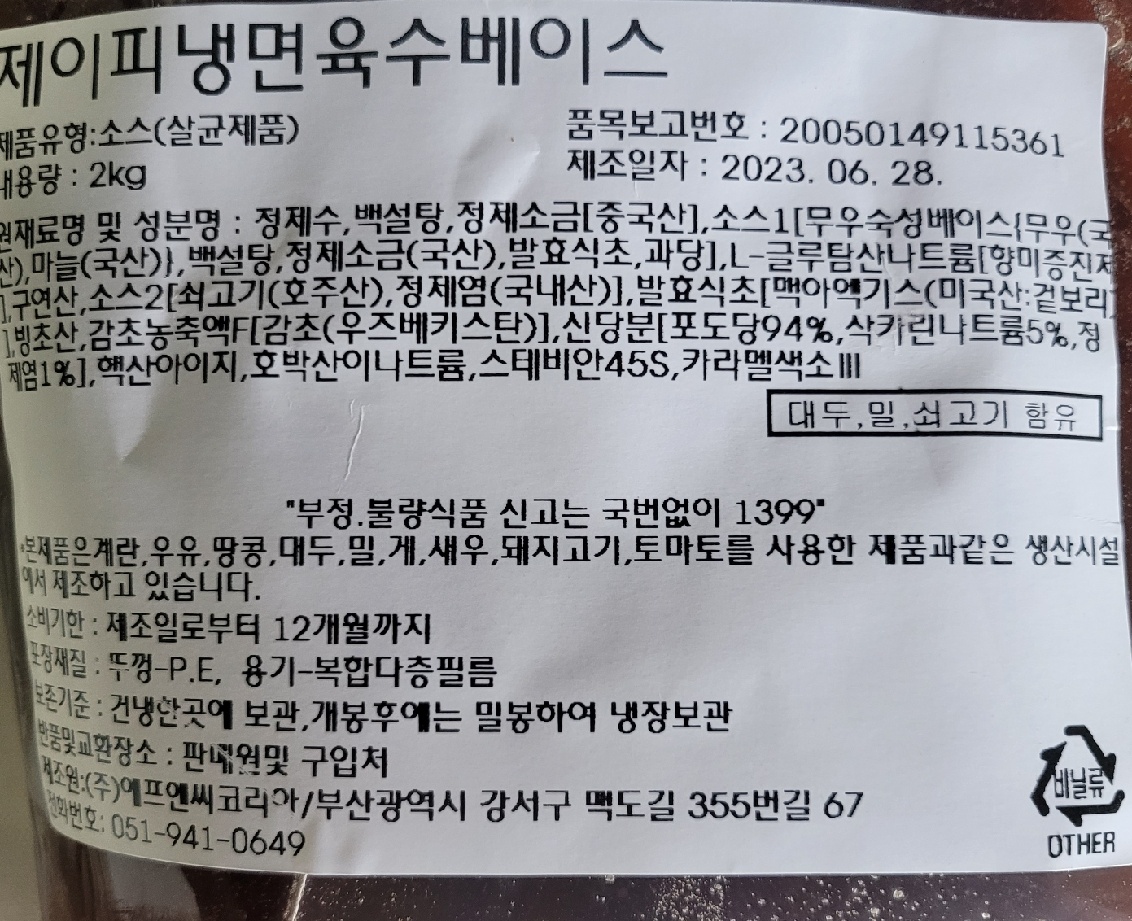 제이피냉면육수베이스
제품유형:소스(살균제품)
품목보고번호 : 20050149115361
내용량 : 2kg
제조일자 : 2023. 06. 28.
원재료명 및 성분명 : 정제수,백설탕,정제소금[중국산],소스1[무우숙성베이스{무우(국
산),마늘(국산)},백설탕,정제소금(국산),발효식초,과당],L-글루탐산나트륨[향미증진제
],구연산,소스2[쇠고기(호주산),정제염(국내산)],발효식초[맥아엑기스(미국산:겉보리)
],빙초산,감초농축액F[감초(우즈베키스탄)],신당분[포도당94%,삭카린나트륨5%,정
제염1%],핵산아이지,호박산이나트륨,스테비안45S,카라멜색소III
대두,밀,쇠고기 함유
"부정.불량식품 신고는 국번없이 1399"
*본제품은계란,우유,땅콩,대두,밀,게,새우,돼지고기,토마토를 사용한 제품과같은 생산시설
에서 제조하고 있습니다.
소비기한 : 제조일로부터 12개월까지
포장재질 : 뚜껑-P.E, 용기-복합다층필름
보존기준 : 건냉한곳에 보관,개봉후에는 밀봉하여 냉장보관
반품및교환장소 : 판매원및 구입처
제조원:(주)에프엔씨코리아/부산광역시 강서구 맥도길 355번길 67
전화번호: 051-941-0649
비닐류
OTHER